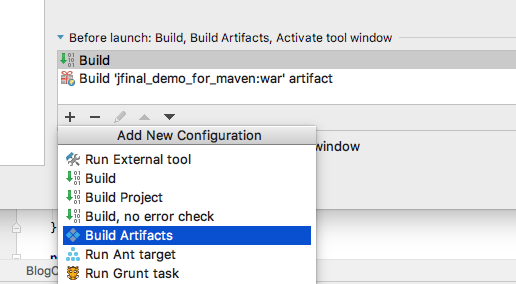 Before launch: Build, Build Artifacts, Activate tool window
Build
Build 'jfinal_demo_for_maven:war' artifact
Add New Configuration
window
Run External tool
Build
Build Project
Build, no error check
}
Build Artifacts
Run Ant target
BlogC
Run Grunt task